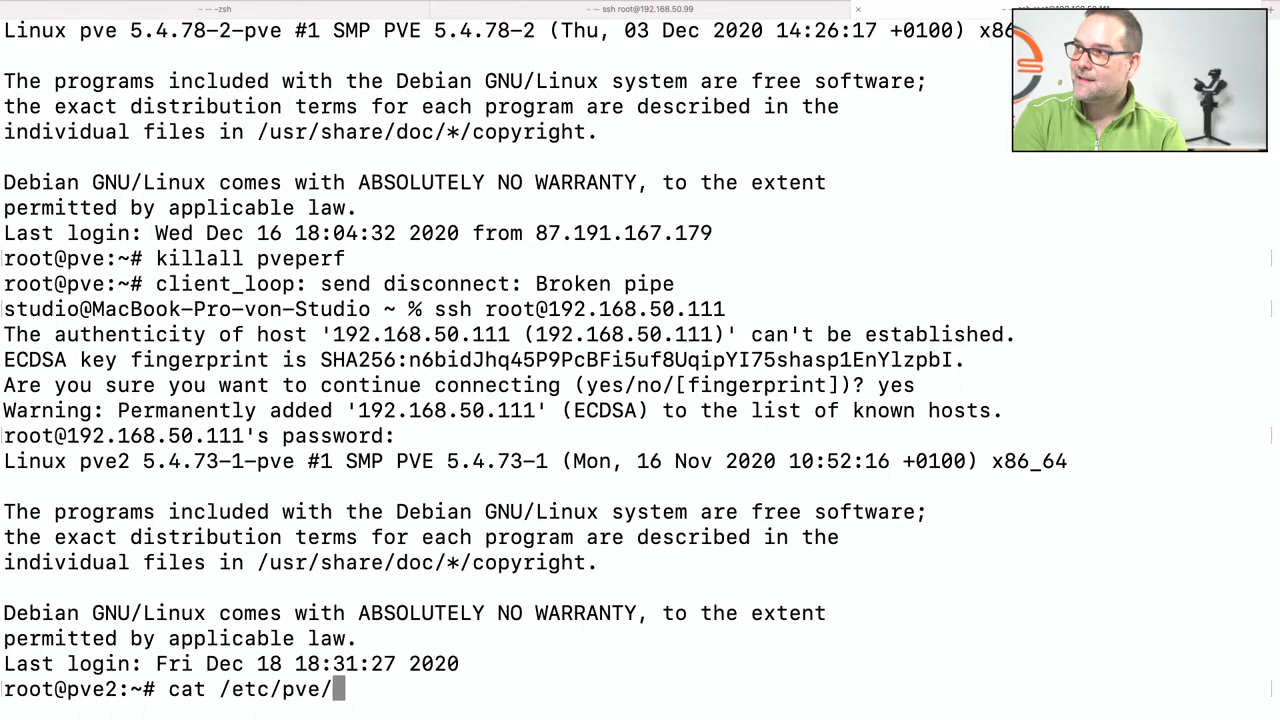 ~ — -zsh
~ — ssh root@192.168.50.99
Linux pve 5.4.78-2-pve #1 SMP PVE 5.4.78-2 (Thu, 03 Dec 2020 14:26:17 +0100) x86
The programs included with the Debian GNU/Linux system are free software;
the exact distribution terms for each program are described in the
individual files in /usr/share/doc/*/copyright.
Debian GNU/Linux comes with ABSOLUTELY NO WARRANTY, to the extent
permitted by applicable law.
Last login: Wed Dec 16 18:04:32 2020 from 87.191.167.179
root@pve:~# killall pveperf
root@pve:~# client_loop: send disconnect: Broken pipe
studio@MacBook-Pro-von-Studio ~ % ssh root@192.168.50.111
The authenticity of host '192.168.50.111 (192.168.50.111)' can't be established.
ECDSA key fingerprint is SHA256:n6bidJhq45P9PcBFi5uf8UqipYI75shasp1EnYlzpbI.
Are you sure you want to continue connecting (yes/no/[fingerprint])? yes
Warning: Permanently added '192.168.50.111' (ECDSA) to the list of known hosts.
root@192.168.50.111's password:
Linux pve2 5.4.73-1-pve #1 SMP PVE 5.4.73-1 (Mon, 16 Nov 2020 10:52:16 +0100) x86_64
The programs included with the Debian GNU/Linux system are free software;
the exact distribution terms for each program are described in the
individual files in /usr/share/doc/*/copyright.
Debian GNU/Linux comes with ABSOLUTELY NO WARRANTY, to the extent
permitted by applicable law.
Last login: Fri Dec 18 18:31:27 2020
root@pve2:~# cat /etc/pve/